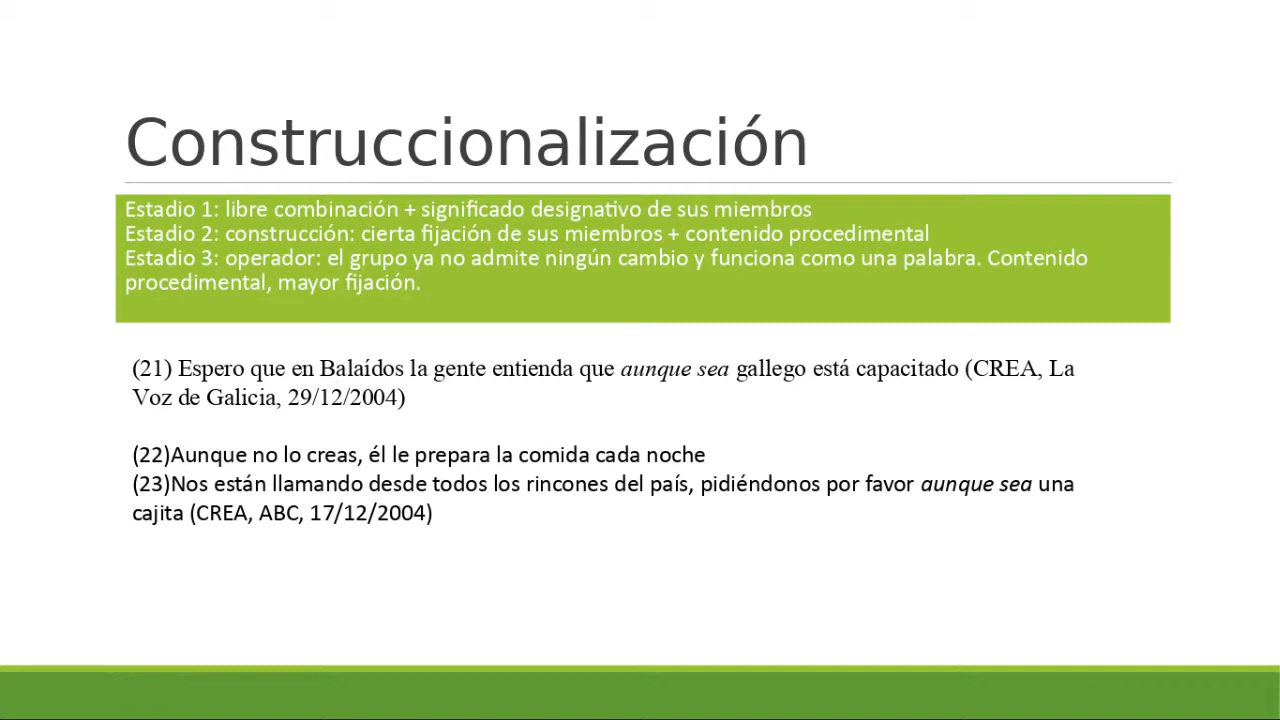 Construccionalización
Estadio 1: libre combinación + significado designativo de sus miembros
Estadio 2: construcción: cierta fijación de sus miembros + contenido procedimental
Estadio 3: operador: el grupo ya no admite ningún cambio y funciona como una palabra. Contenido
procedimental, mayor fijación.
(21) Espero que en Balaídos la gente entienda que aunque sea gallego está capacitado (CREA, La
Voz de Galicia, 29/12/2004)
(22)Aunque no lo creas, él le prepara la comida cada noche
(23)Nos están llamando desde todos los rincones del país, pidiéndonos por favor aunque sea una
cajita (CREA, ABC, 17/12/2004)